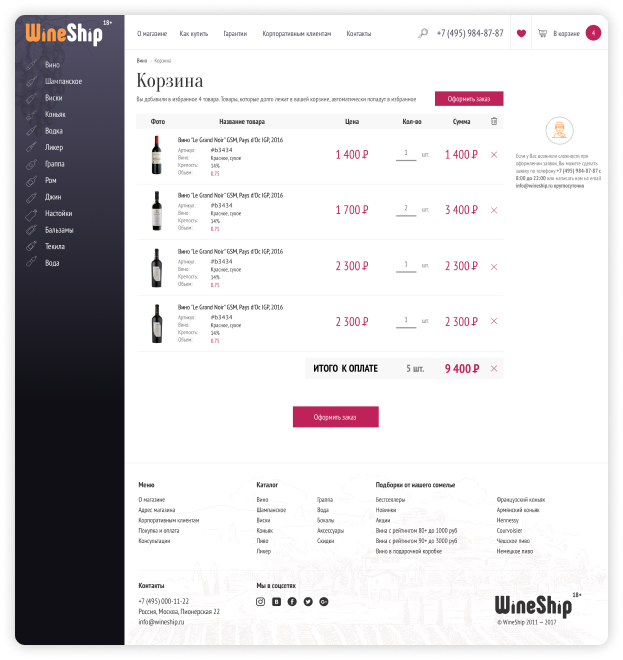 WineShip 18+
О магазине Как купить Гарантии Корпоративным клиентам Контакты +7 (495) 984-87-87 В корзине 4
Вино
Шампанское
Виски
Коньяк
Водка
Ликер
Граппа
Ром
Джин
Настойки
Бальзамы
Текила
Вода
Вино – Корзина
Корзина
Вы добавили в избранное 4 товара. Товары, которые долго лежат в вашей корзине, автоматически попадут в избранное
Оформить заказ
Фото Название товара Цена Кол-во Сумма
Вино "Le Grand Noir" GSM, Pays d'Oc IGP, 2016
Артикул: #b3434
Вино: Красное, сухое
Крепость: 14%
Объем: 0.75
1 400 ₽ 1 шт. 1 400 ₽
Вино "Le Grand Noir" GSM, Pays d'Oc IGP, 2016
Артикул: #b3434
Вино: Красное, сухое
Крепость: 14%
Объем: 0.75
1 700 ₽ 2 шт. 3 400 ₽
Вино "Le Grand Noir" GSM, Pays d'Oc IGP, 2016
Артикул: #b3434
Вино: Красное, сухое
Крепость: 14%
Объем: 0.75
2 300 ₽ 1 шт. 2 300 ₽
Вино "Le Grand Noir" GSM, Pays d'Oc IGP, 2016
Артикул: #b3434
Вино: Красное, сухое
Крепость: 14%
Объем: 0.75
2 300 ₽ 1 шт. 2 300 ₽
ИТОГО К ОПЛАТЕ 5 шт. 9 400 ₽
Оформить заказ
Если у Вас возникли сложности при
оформлении заявки, Вы можете сделать
заявку по телефону +7 (495) 984-87-87 с
8:00 до 22:00 или написать нам на email
info@wineship.ru круглосуточно
Меню
О магазине
Адрес магазина
Корпоративным клиентам
Покупка и оплата
Консультации
Каталог
Вино
Шампанское
Виски
Коньяк
Пиво
Ликер
Граппа
Вода
Бокалы
Аксессуары
Скидки
Подборки от нашего сомелье
Бестселлеры
Новинки
Акции
Вина с рейтингом 80+ до 1000 руб
Вина с рейтингом 90+ до 3000 руб
Вино в подарочной коробке
Французский коньяк
Армянский коньяк
Hennessy
Courvoisier
Чешское пиво
Немецкое пиво
Контакты
+7 (495) 000-11-22
Россия, Москва, Пионерская 22
info@wineship.ru
Мы в соцсетях
WineShip 18+
© WineShip 2011 – 2017